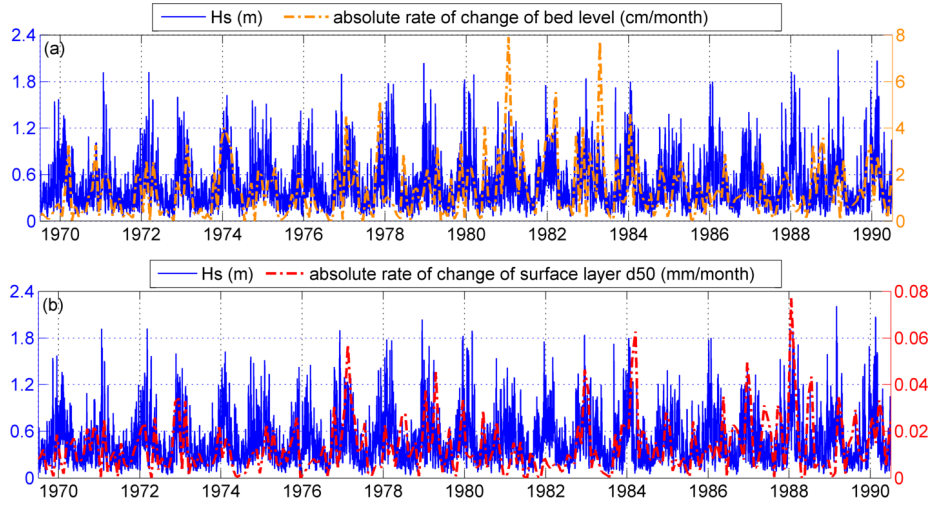 Hs (m) absolute rate of change of bed level (cm/month)
(a)
2.4 8
1.8 6
1.2 4
0.6 2
0 0
1970 1972 1974 1976 1978 1980 1982 1984 1986 1988 1990
Hs (m) absolute rate of change of surface layer d50 (mm/month)
(b)
2.4 0.08
1.8 0.06
1.2 0.04
0.6 0.02
0 0
1970 1972 1974 1976 1978 1980 1982 1984 1986 1988 1990